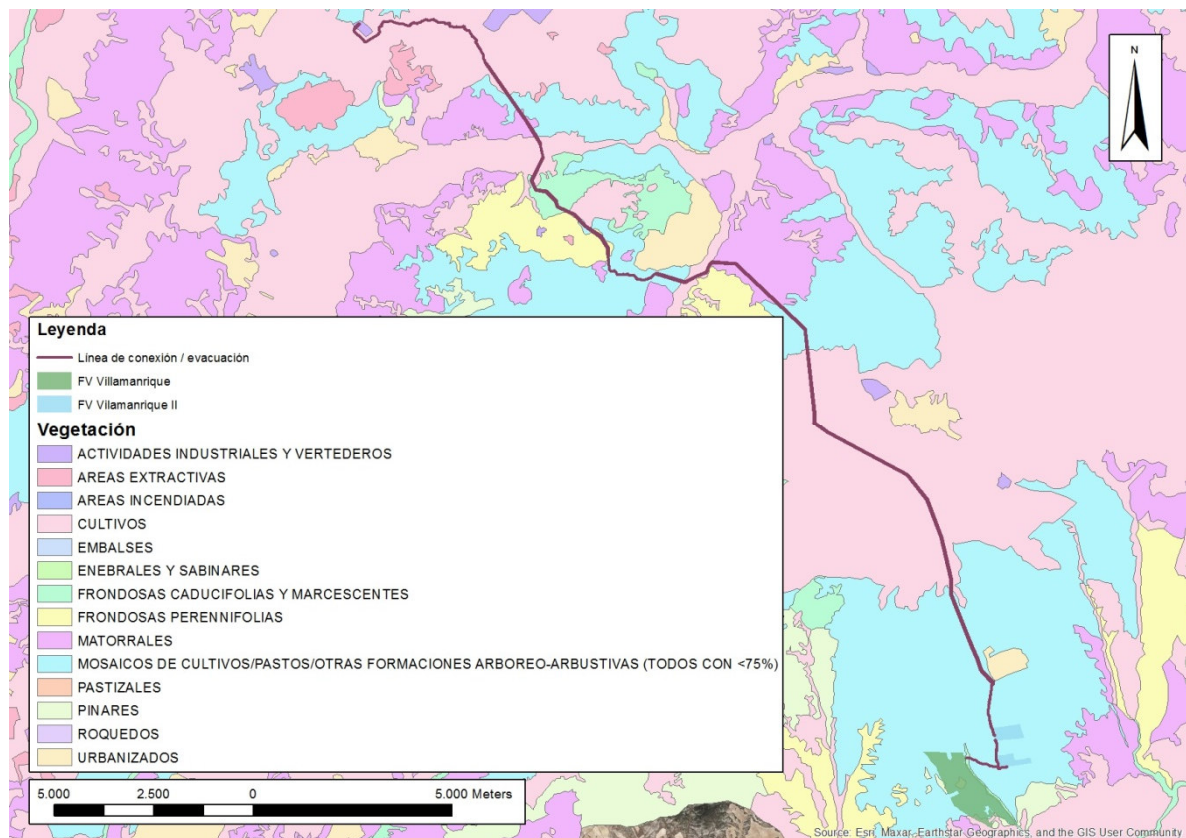 N
Leyenda
Línea de conexión / evacuación
FV Villamanrique
FV Vilamanrique II
Vegetación
ACTIVIDADES INDUSTRIALES Y VERTEDEROS
AREAS EXTRACTIVAS
AREAS INCENDIADAS
CULTIVOS
EMBALSES
ENEBRALES Y SABINARES
FRONDOSAS CADUCIFOLIAS Y MARCESCENTES
FRONDOSAS PERENNIFOLIAS
MATORRALES
MOSAICOS DE CULTIVOS/PASTOS/OTRAS FORMACIONES ARBOREO-ARBUSTIVAS (TODOS CON <75%)
PASTIZALES
PINARES
ROQUEDOS
URBANIZADOS
5.000 2.500 0 5.000 Meters
Source: Esri, Maxar, Earthstar Geographics, and the GIS User Community